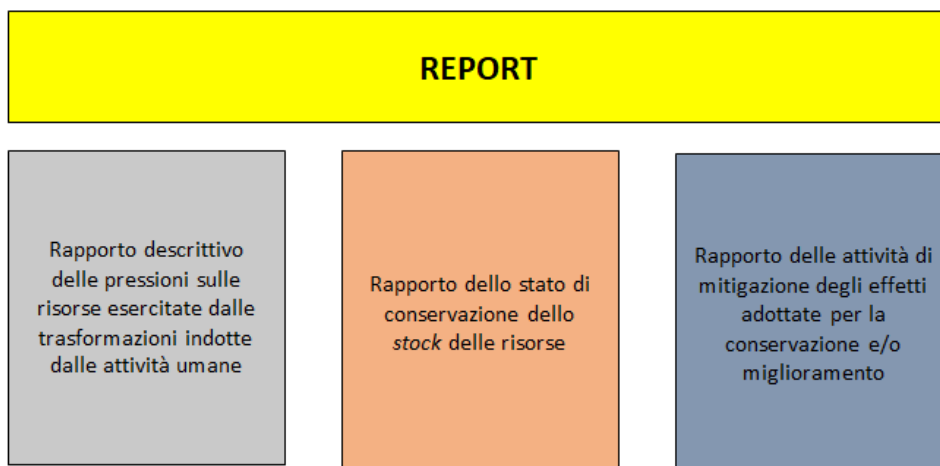 REPORT
Rapporto descrittivo
delle pressioni sulle
risorse esercitate dalle
trasformazioni indotte
dalle attività umane
Rapporto dello stato di
conservazione dello
stock delle risorse
Rapporto delle attività di
mitigazione degli effetti
adottate per la
conservazione e/o
miglioramento